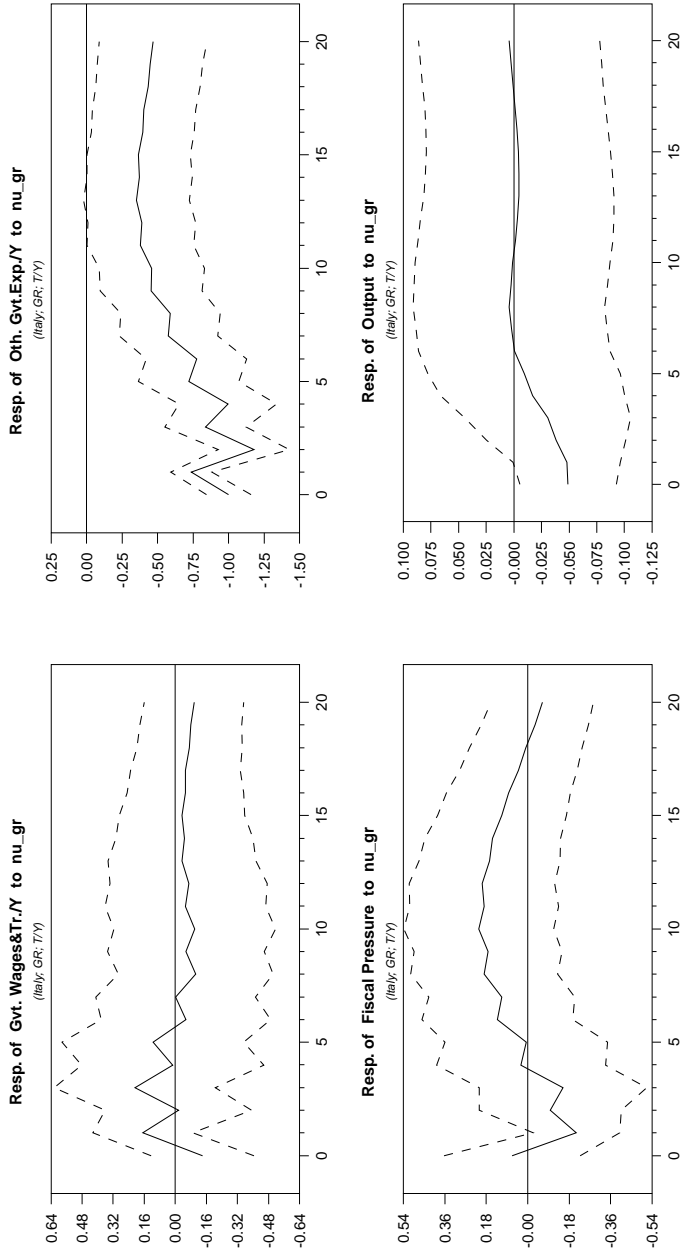 Resp. of Gvt. Wages&Tr./Y to nu_gr
(Italy; GR; T/Y)
0.64
0.48
0.32
0.16
0.00
-0.16
-0.32
-0.48
-0.64
0 5 10 15 20
Resp. of Oth. Gvt.Exp./Y to nu_gr
(Italy; GR; T/Y)
0.25
0.00
-0.25
-0.50
-0.75
-1.00
-1.25
-1.50
0 5 10 15 20
Resp. of Fiscal Pressure to nu_gr
(Italy; GR; T/Y)
0.54
0.36
0.18
-0.00
-0.18
-0.36
-0.54
0 5 10 15 20
Resp. of Output to nu_gr
(Italy; GR; T/Y)
0.100
0.075
0.050
0.025
-0.000
-0.025
-0.050
-0.075
-0.100
-0.125
0 5 10 15 20